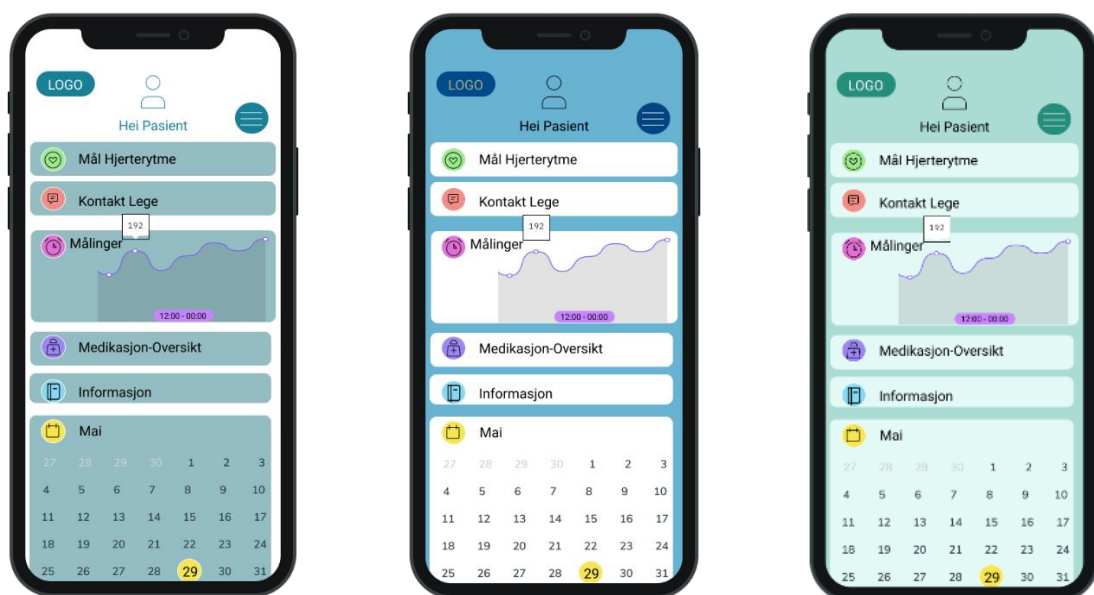 LOGO
Hei Pasient
Mål Hjerterytme
Kontakt Lege
192
Målinger
12:00 - 00:00
Medikasjon-Oversikt
Informasjon
Mai
27 28 29 30 1 2 3
4 5 6 7 8 9 10
11 12 13 14 15 16 17
18 19 20 21 22 23 24
25 26 27 28 29 30 31
LOGO
Hei Pasient
Mål Hjerterytme
Kontakt Lege
192
Målinger
12:00 - 00:00
Medikasjon-Oversikt
Informasjon
Mai
27 28 29 30 1 2 3
4 5 6 7 8 9 10
11 12 13 14 15 16 17
18 19 20 21 22 23 24
25 26 27 28 29 30 31
LOGO
Hei Pasient
Mål Hjerterytme
Kontakt Lege
192
Målinger
12:00 - 00:00
Medikasjon-Oversikt
Informasjon
Mai
27 28 29 30 1 2 3
4 5 6 7 8 9 10
11 12 13 14 15 16 17
18 19 20 21 22 23 24
25 26 27 28 29 30 31